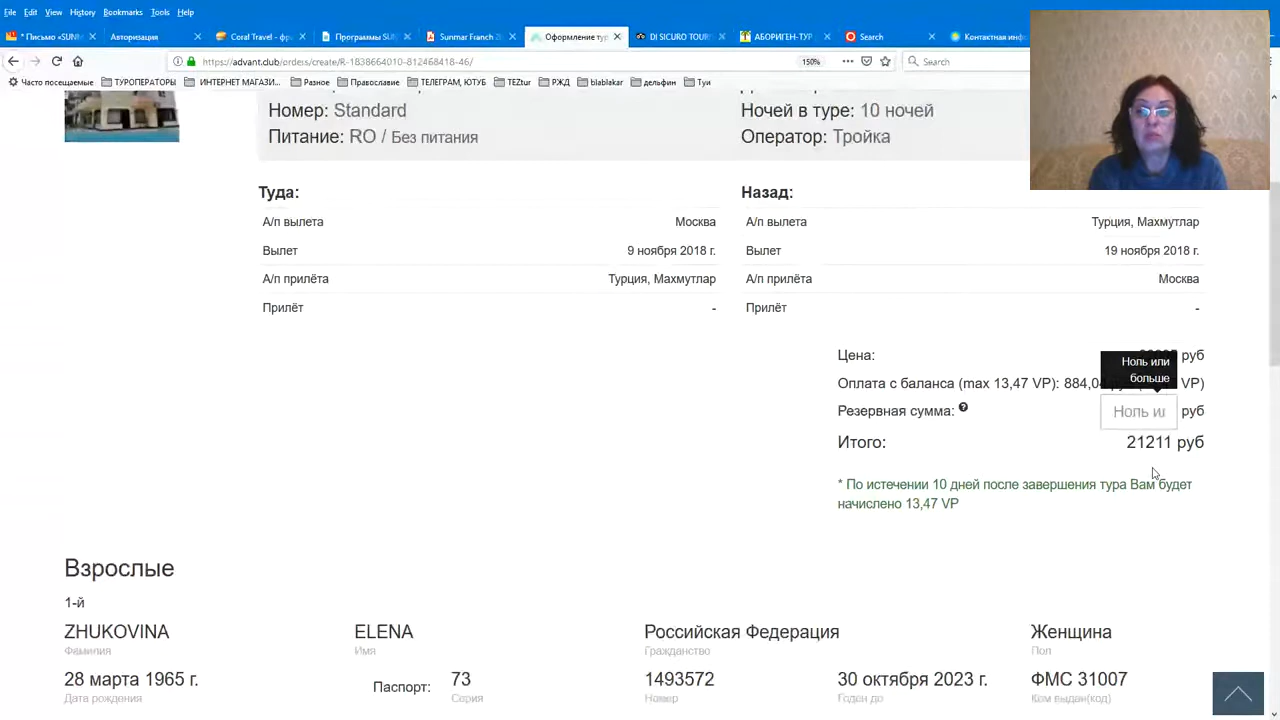 File Edit View History Bookmarks Tools Help
* Письмо «SUNM
Авторизация
Coral Travel - фр
Программы SUN
Sunmar Franch 2
Оформление тур
DI SICURO TOUR
АБОРИГЕН-ТУР
Search
Контактная инф
https://advant.club/orders/create/R-1838664010-812468418-46/
150%
Search
Часто посещаемые ТУРОПЕРАТОРЫ ИНТЕРНЕТ МАГАЗИ... Разное Православие ТЕЛЕГРАМ, ЮТУБ TEZtur РЖД blablakar дельфин Туи
Номер: Standard
Питание: RO / Без питания
Ночей в туре: 10 ночей
Оператор: Тройка
Туда:
А/п вылета Москва
Вылет 9 ноября 2018 г.
А/п прилёта Турция, Махмутлар
Прилёт -
Назад:
А/п вылета Турция, Махмутлар
Вылет 19 ноября 2018 г.
А/п прилёта Москва
Прилёт -
Цена: руб
Ноль или
больше
Оплата с баланса (max 13,47 VP): 884,0 VP)
Резервная сумма: Ноль ил руб
Итого: 21211 руб
* По истечении 10 дней после завершения тура Вам будет
начислено 13,47 VP
Взрослые
1-й
ZHUKOVINA ELENA Российская Федерация Женщина
Фамилия Имя Гражданство Пол
28 марта 1965 г. Паспорт: 73 1493572 30 октября 2023 г. ФМС 31007
Дата рождения Серия Номер Годен до Кем выдан(код)